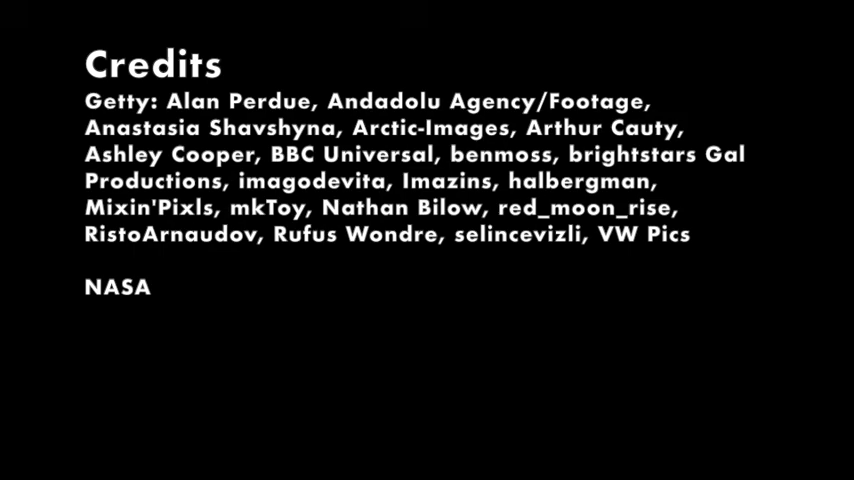 Credits
Getty: Alan Perdue, Andadolu Agency/Footage,
Anastasia Shavshyna, Arctic-Images, Arthur Cauty,
Ashley Cooper, BBC Universal, benmoss, brightstars Gal
Productions, imagodevita, Imazins, halbergman,
Mixin'Pixls, mkToy, Nathan Bilow, red_moon_rise,
RistoArnaudov, Rufus Wondre, selincevizli, VW Pics
NASA